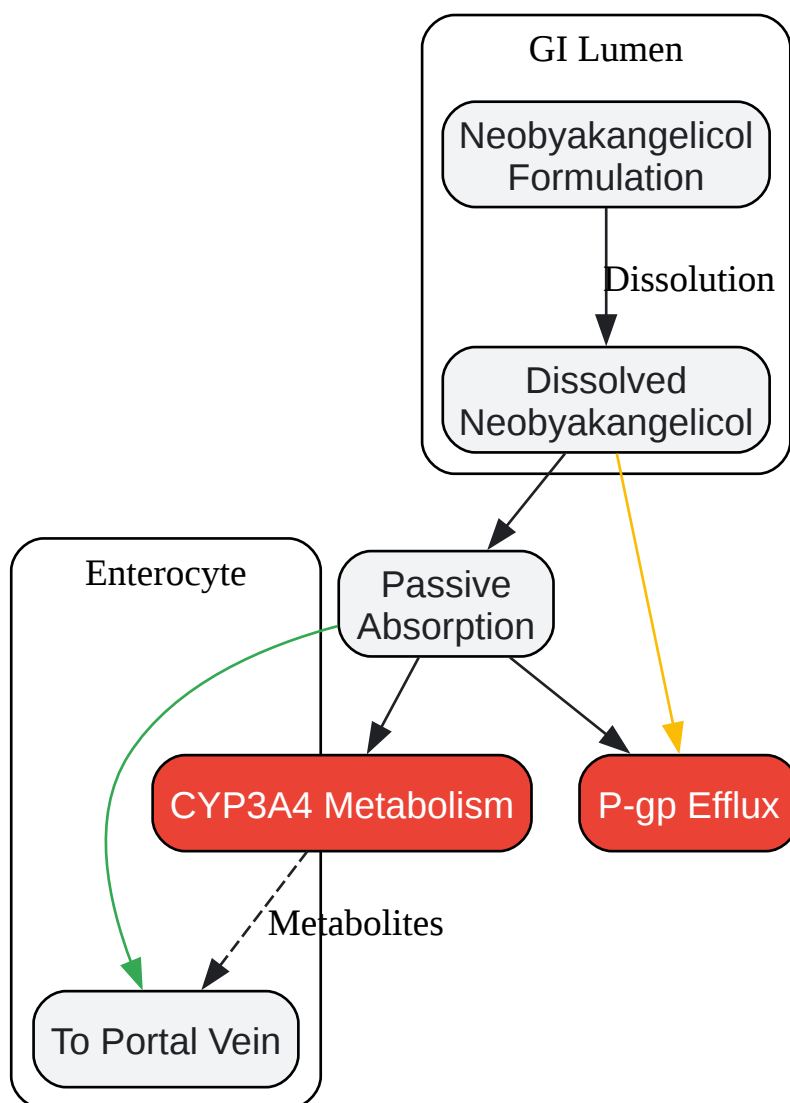 GI Lumen
Neobyakangelicol
Formulation
Dissolution
Dissolved
Neobyakangelicol
Enterocyte
Passive
Absorption
CYP3A4 Metabolism
P-gp Efflux
Metabolites
To Portal Vein